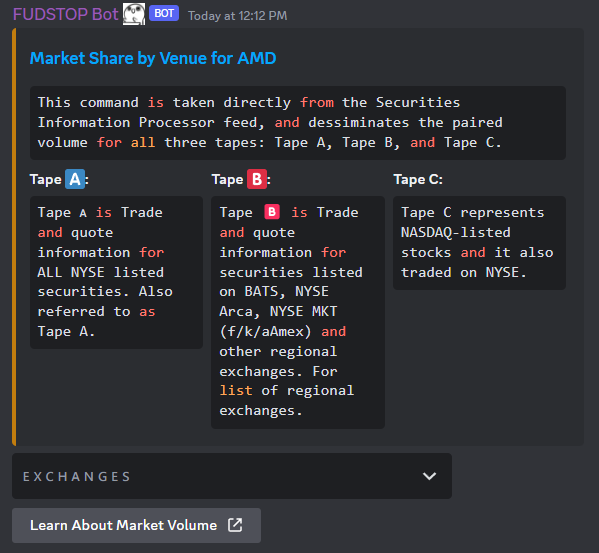 FUDSTOP Bot BOT Today at 12:12 PM
Market Share by Venue for AMD
This command is taken directly from the Securities
Information Processor feed, and dessiminates the paired
volume for all three tapes: Tape A, Tape B, and Tape C.
Tape A:
Tape A is Trade
and quote
information for
ALL NYSE listed
securities. Also
referred to as
Tape A.
Tape B:
Tape B is Trade
and quote
information for
securities listed
on BATS, NYSE
Arca, NYSE MKT
(f/k/aAmex) and
other regional
exchanges. For
list of regional
exchanges.
Tape C:
Tape C represents
NASDAQ-listed
stocks and it also
traded on NYSE.
EXCHANGES
Learn About Market Volume